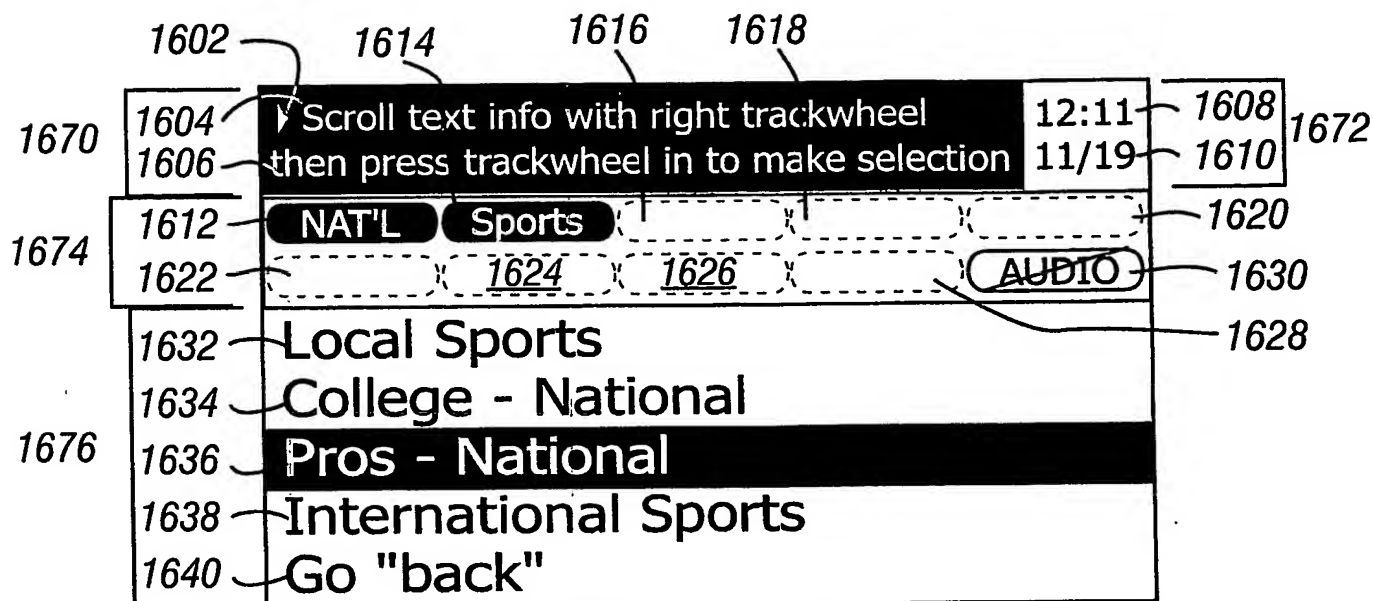 1602 1614 1616 1618
1670 1604 Scroll text info with right trackwheel 12:11 1608 1672
1606 then press trackwheel in to make selection 11/19 1610
1674 1612 NAT'L Sports 1620
1622 1624 1626 AUDIO 1630
1628
1632 Local Sports
1634 College - National
1676 1636 Pros - National
1638 International Sports
1640 Go "back"